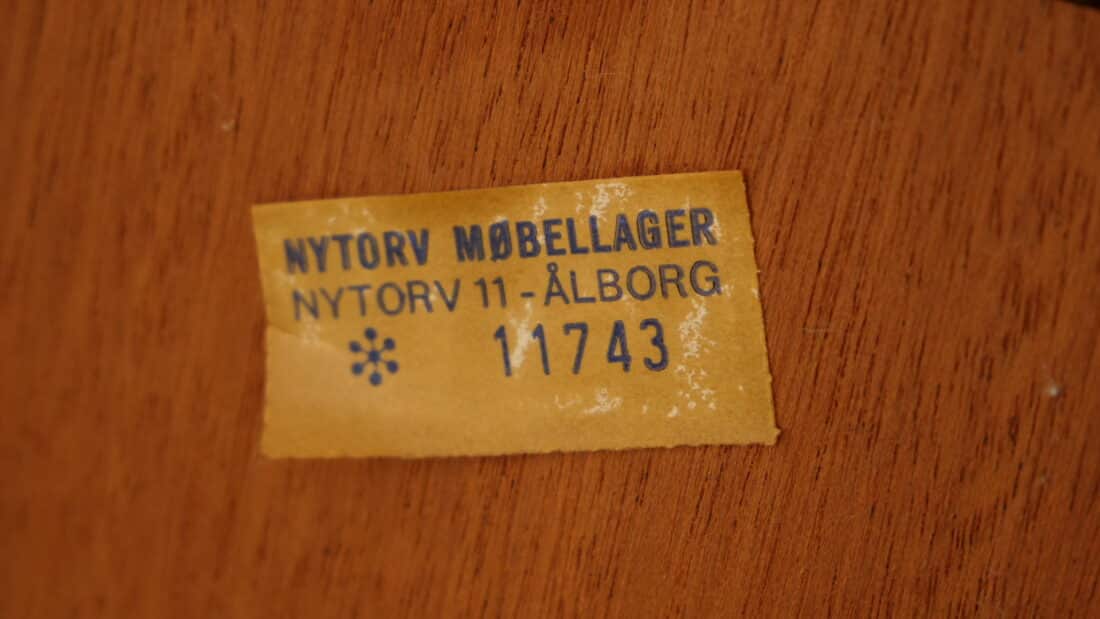 NYTORV MØBELLAGER
NYTORV 11 - ÅLBORG
11743